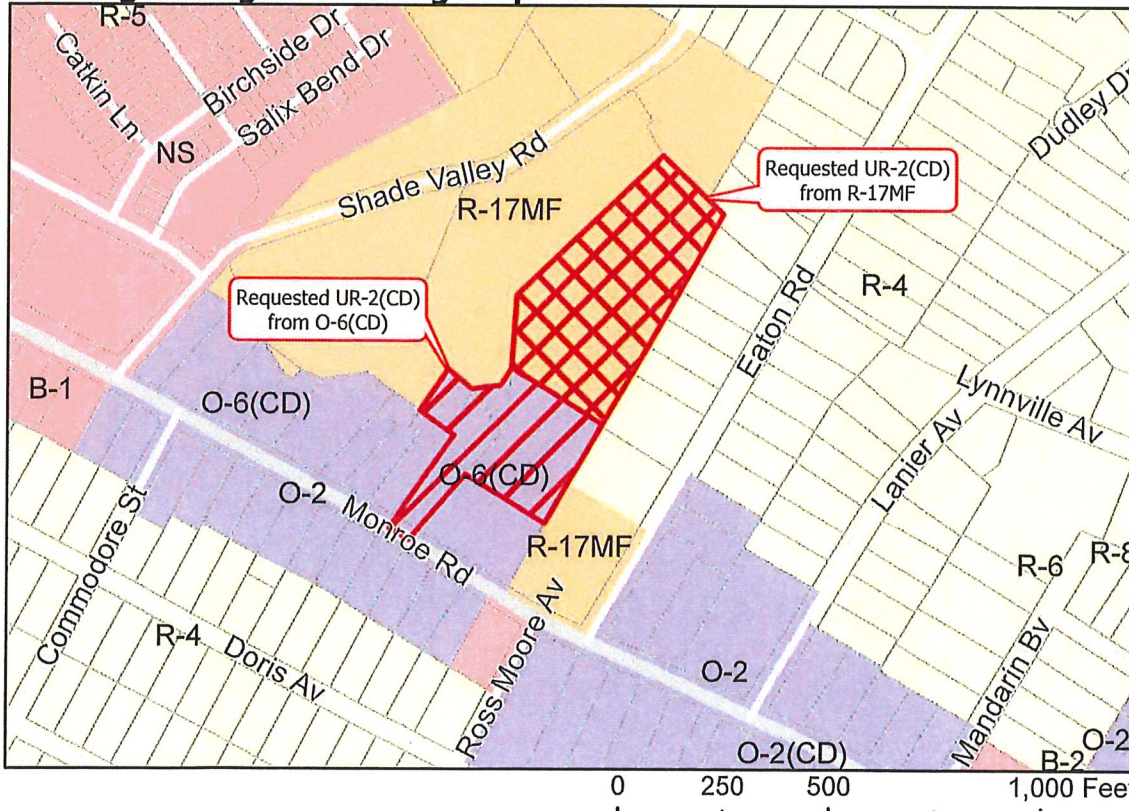 R-5
Catkin Ln
Birchside Dr
Salix Bend Dr
NS
Dudley Dr
Shade Valley Rd
Requested UR-2(CD)
from R-17MF
R-17MF
Requested UR-2(CD)
from O-6(CD)
Eaton Rd
R-4
B-1
O-6(CD)
Lynnville Av
O-6(CD)
O-2
Monroe Rd
Lanier Av
Commodore St
R-17MF
R-6
R-8
R-4
Doris Av
Ross Moore Av
O-2
Mandarin Bv
O-2(CD)
B-2
O-2
0 250 500 1,000 Feet